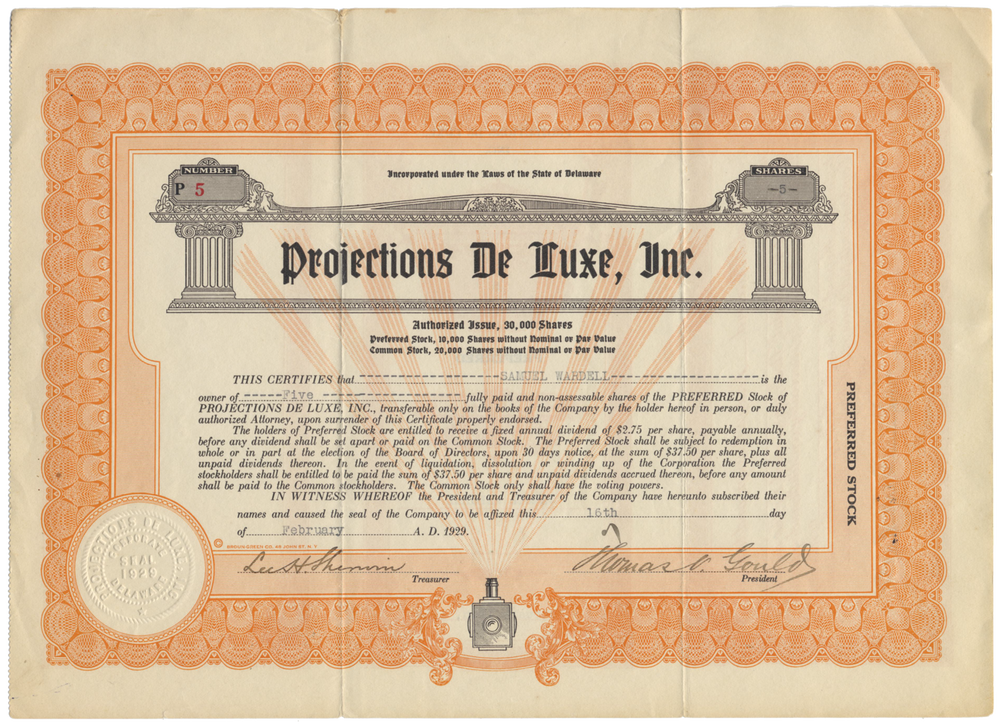 Incorporated under the Laws of the State of Delaware
NUMBER
P 5
SHARES
-5-
Projections De Luxe, Inc.
Authorized Issue, 30,000 Shares
Preferred Stock, 10,000 Shares without Nominal or Par Value
Common Stock, 20,000 Shares without Nominal or Par Value
THIS CERTIFIES that SAMUEL WARDELL is the
owner of Five fully paid and non-assessable shares of the PREFERRED Stock of
PROJECTIONS DE LUXE, INC., transferable only on the books of the Company by the holder hereof in person, or duly
authorized Attorney, upon surrender of this Certificate properly endorsed.
The holders of Preferred Stock are entitled to receive a fixed annual dividend of $2.75 per share, payable annually,
before any dividend shall be set apart or paid on the Common Stock. The Preferred Stock shall be subject to redemption in
whole or in part at the election of the Board of Directors, upon 30 days notice, at the sum of $37.50 per share, plus all
unpaid dividends thereon. In the event of liquidation, dissolution or winding up of the Corporation the Preferred
stockholders shall be entitled to be paid the sum of $37.50 per share and unpaid dividends accrued thereon, before any amount
shall be paid to the Common stockholders. The Common Stock only shall have the voting powers.
IN WITNESS WHEREOF the President and Treasurer of the Company have hereunto subscribed their
names and caused the seal of the Company to be affixed this 16th day
of February A. D. 1929.
PREFERRED STOCK
PROJECTIONS DE LUXE, INC.
CORPORATE
SEAL
1929
DELAWARE
Lee H Sherwin
Treasurer
Thomas V. Gould
President